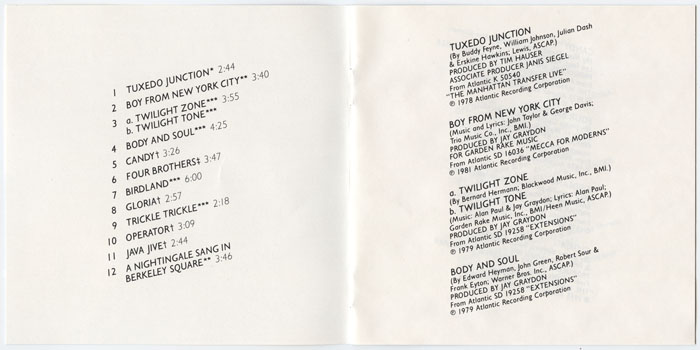 1 TUXEDO JUNCTION* 2:44
2 BOY FROM NEW YORK CITY** 3:40
3 a. TWILIGHT ZONE*** 3:55
b. TWILIGHT TONE***
4 BODY AND SOUL*** 4:25
5 CANDY† 3:26
6 FOUR BROTHERS‡ 3:47
7 BIRDLAND*** 6:00
8 GLORIA† 2:57
9 TRICKLE TRICKLE*** 2:18
10 OPERATOR† 3:09
11 JAVA JIVE† 2:44
12 A NIGHTINGALE SANG IN
BERKELEY SQUARE** 3:46
TUXEDO JUNCTION
(By Buddy Feyne, William Johnson, Julian Dash
& Erskine Hawkins; Lewis, ASCAP.)
PRODUCED BY TIM HAUSER
ASSOCIATE PRODUCER JANIS SIEGEL
From Atlantic K 50540
"THE MANHATTAN TRANSFER LIVE"
℗ 1978 Atlantic Recording Corporation
BOY FROM NEW YORK CITY
(Music and Lyrics: John Taylor & George Davis;
Trio Music Co., Inc., BMI.)
PRODUCED BY JAY GRAYDON
FOR GARDEN RAKE MUSIC
From Atlantic SD 16036 "MECCA FOR MODERNS"
℗ 1981 Atlantic Recording Corporation
a. TWILIGHT ZONE
(By Bernard Hermann; Blackwood Music, Inc., BMI.)
b. TWILIGHT TONE
(Music: Alan Paul & Jay Graydon; Lyrics: Alan Paul;
Garden Rake Music, Inc., BMI/Heen Music, ASCAP.)
PRODUCED BY JAY GRAYDON
From Atlantic SD 19258 "EXTENSIONS"
℗ 1979 Atlantic Recording Corporation
BODY AND SOUL
(By Edward Heyman, John Green, Robert Sour &
Frank Eyton; Warner Bros. Inc., ASCAP.)
PRODUCED BY JAY GRAYDON
From Atlantic SD 19258 "EXTENSIONS"
℗ 1979 Atlantic Recording Corporation